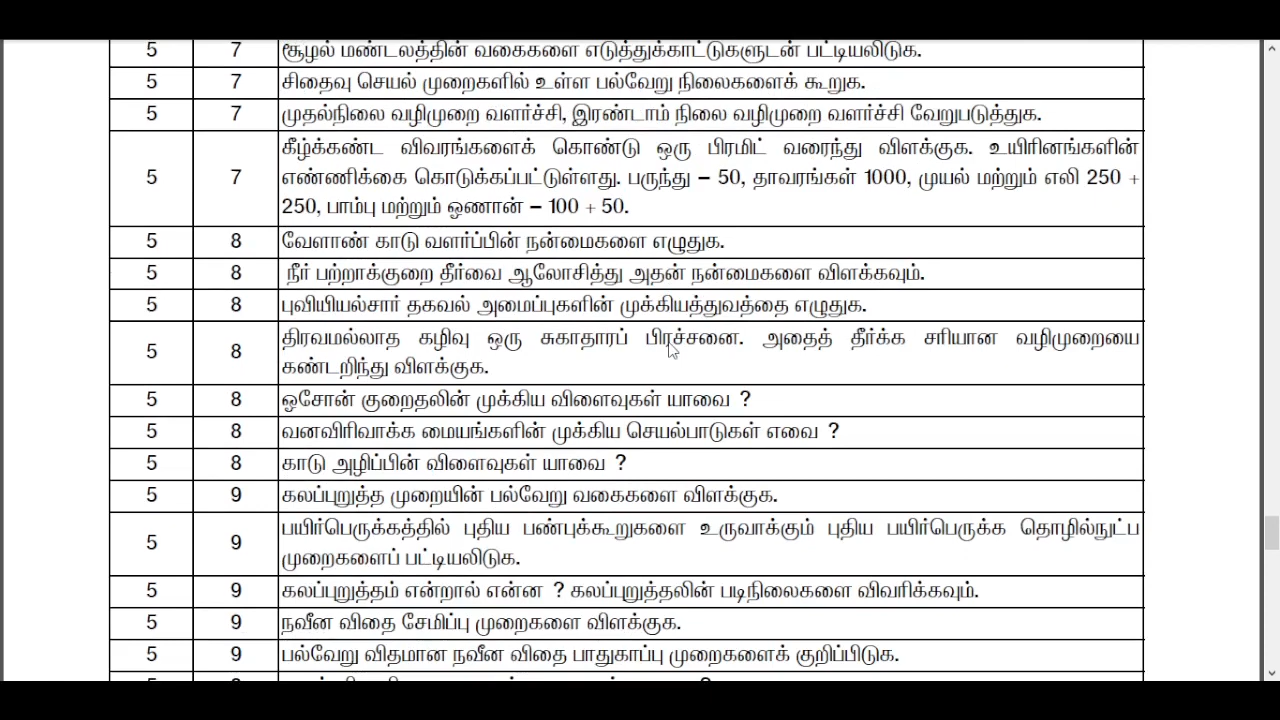 5 7 சூழல் மண்டலத்தின் வகைகளை எடுத்துக்காட்டுகளுடன் பட்டியலிடுக.
5 7 சிதைவு செயல் முறைகளில் உள்ள பல்வேறு நிலைகளைக் கூறுக.
5 7 முதல்நிலை வழிமுறை வளர்ச்சி, இரண்டாம் நிலை வழிமுறை வளர்ச்சி வேறுபடுத்துக.
கீழ்க்கண்ட விவரங்களைக் கொண்டு ஒரு பிரமிட் வரைந்து விளக்குக. உயிரினங்களின்
5 7 எண்ணிக்கை கொடுக்கப்பட்டுள்ளது. பருந்து – 50, தாவரங்கள் 1000, முயல் மற்றும் எலி 250 +
250, பாம்பு மற்றும் ஓணான் – 100 + 50.
5 8 வேளாண் காடு வளர்ப்பின் நன்மைகளை எழுதுக.
5 8 நீர் பற்றாக்குறை தீர்வை ஆலோசித்து அதன் நன்மைகளை விளக்கவும்.
5 8 புவியியல்சார் தகவல் அமைப்புகளின் முக்கியத்துவத்தை எழுதுக.
5 8 திரவமல்லாத கழிவு ஒரு சுகாதாரப் பிரச்சனை. அதைத் தீர்க்க சரியான வழிமுறையை
கண்டறிந்து விளக்குக.
5 8 ஓசோன் குறைதலின் முக்கிய விளைவுகள் யாவை ?
5 8 வனவிரிவாக்க மையங்களின் முக்கிய செயல்பாடுகள் எவை ?
5 8 காடு அழிப்பின் விளைவுகள் யாவை ?
5 9 கலப்புறுத்த முறையின் பல்வேறு வகைகளை விளக்குக.
5 9 பயிர்பெருக்கத்தில் புதிய பண்புக்கூறுகளை உருவாக்கும் புதிய பயிர்பெருக்க தொழில்நுட்ப
முறைகளைப் பட்டியலிடுக.
5 9 கலப்புறுத்தம் என்றால் என்ன ? கலப்புறுத்தலின் படிநிலைகளை விவரிக்கவும்.
5 9 நவீன விதை சேமிப்பு முறைகளை விளக்குக.
5 9 பல்வேறு விதமான நவீன விதை பாதுகாப்பு முறைகளைக் குறிப்பிடுக.